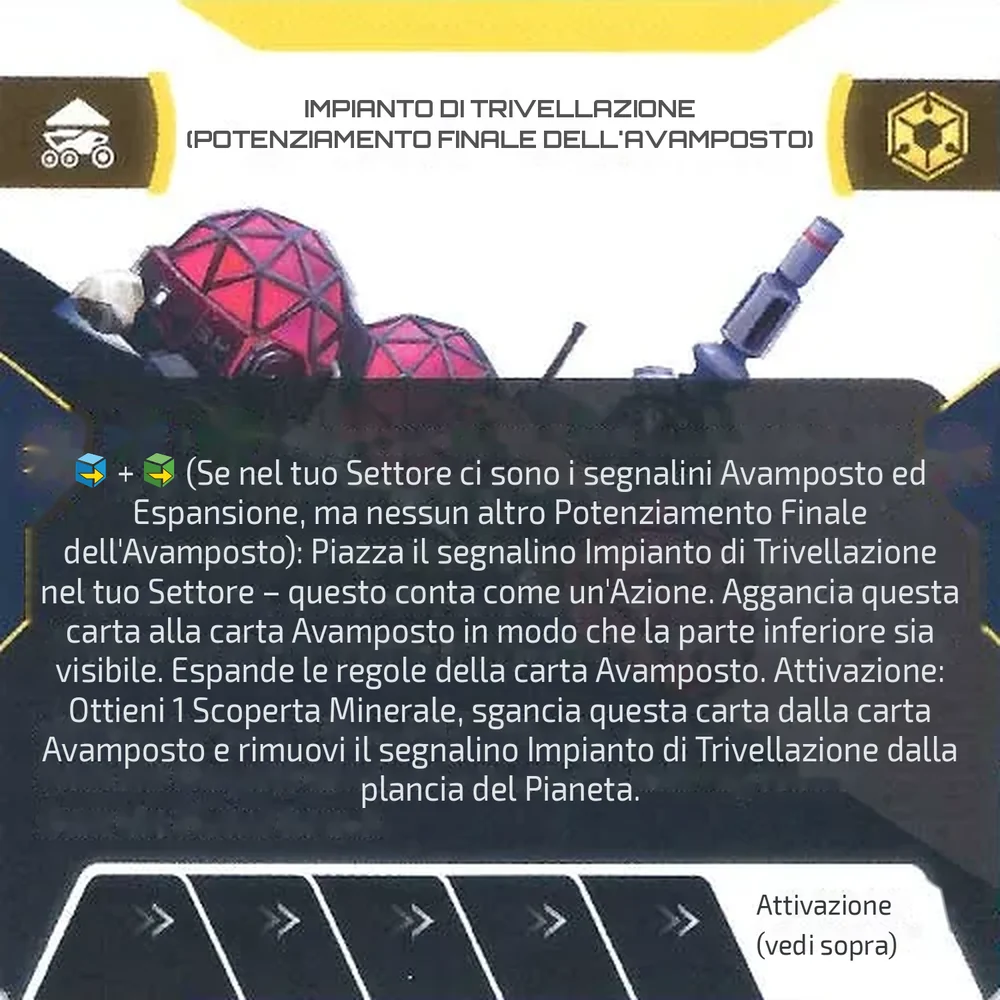 IMPIANTO DI TRIVELLAZIONE
(POTENZIAMENTO FINALE DELL'AVAMPOSTO)
+ (Se nel tuo Settore ci sono i segnalini Avamposto ed
Espansione, ma nessun altro Potenziamento Finale
dell'Avamposto): Piazza il segnalino Impianto di Trivellazione
nel tuo Settore – questo conta come un'Azione. Aggancia questa
carta alla carta Avamposto in modo che la parte inferiore sia
visibile. Espande le regole della carta Avamposto. Attivazione:
Ottieni 1 Scoperta Minerale, sgancia questa carta dalla carta
Avamposto e rimuovi il segnalino Impianto di Trivellazione dalla
plancia del Pianeta.
Attivazione
(vedi sopra)